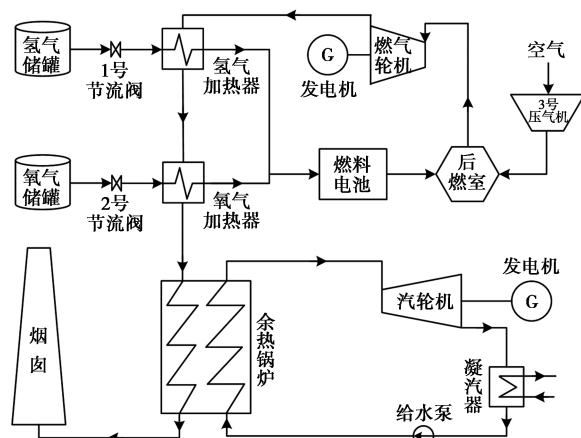 氢气
储罐
1号
节流阀
氢气
加热器
G
发电机
燃气
轮机
空气
3号
压气机
氧气
储罐
2号
节流阀
氧气
加热器
燃料
电池
后
燃室
烟
囱
余
热
锅
炉
汽轮机
发电机
G
凝
汽
器
给水泵